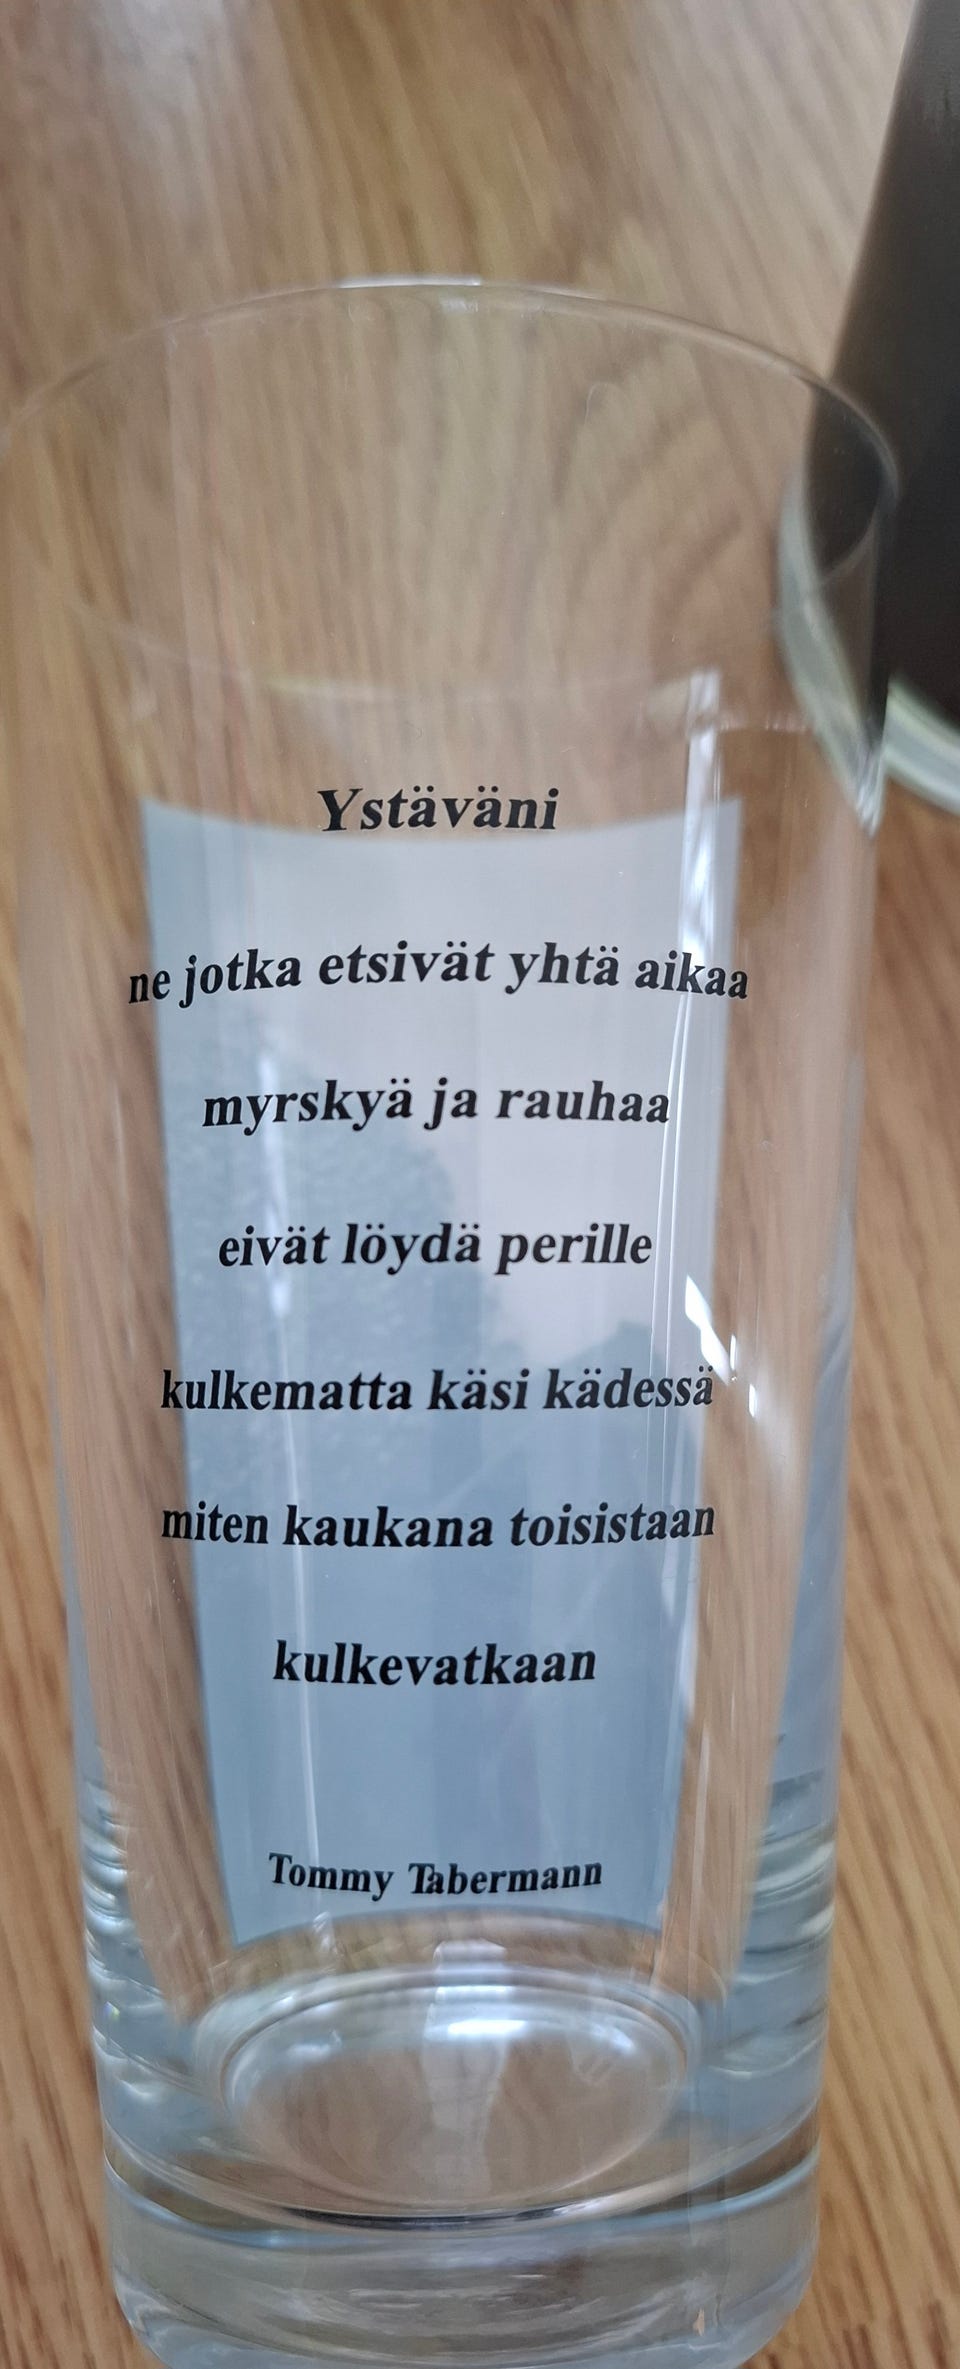 Ystäväni
ne jotka etsivät yhtä aikaa
myrskyä ja rauhaa
eivät löydä perille
kulkematta käsi kädessä
miten kaukana toisistaan
kulkevatkaan
Tommy Tabermann